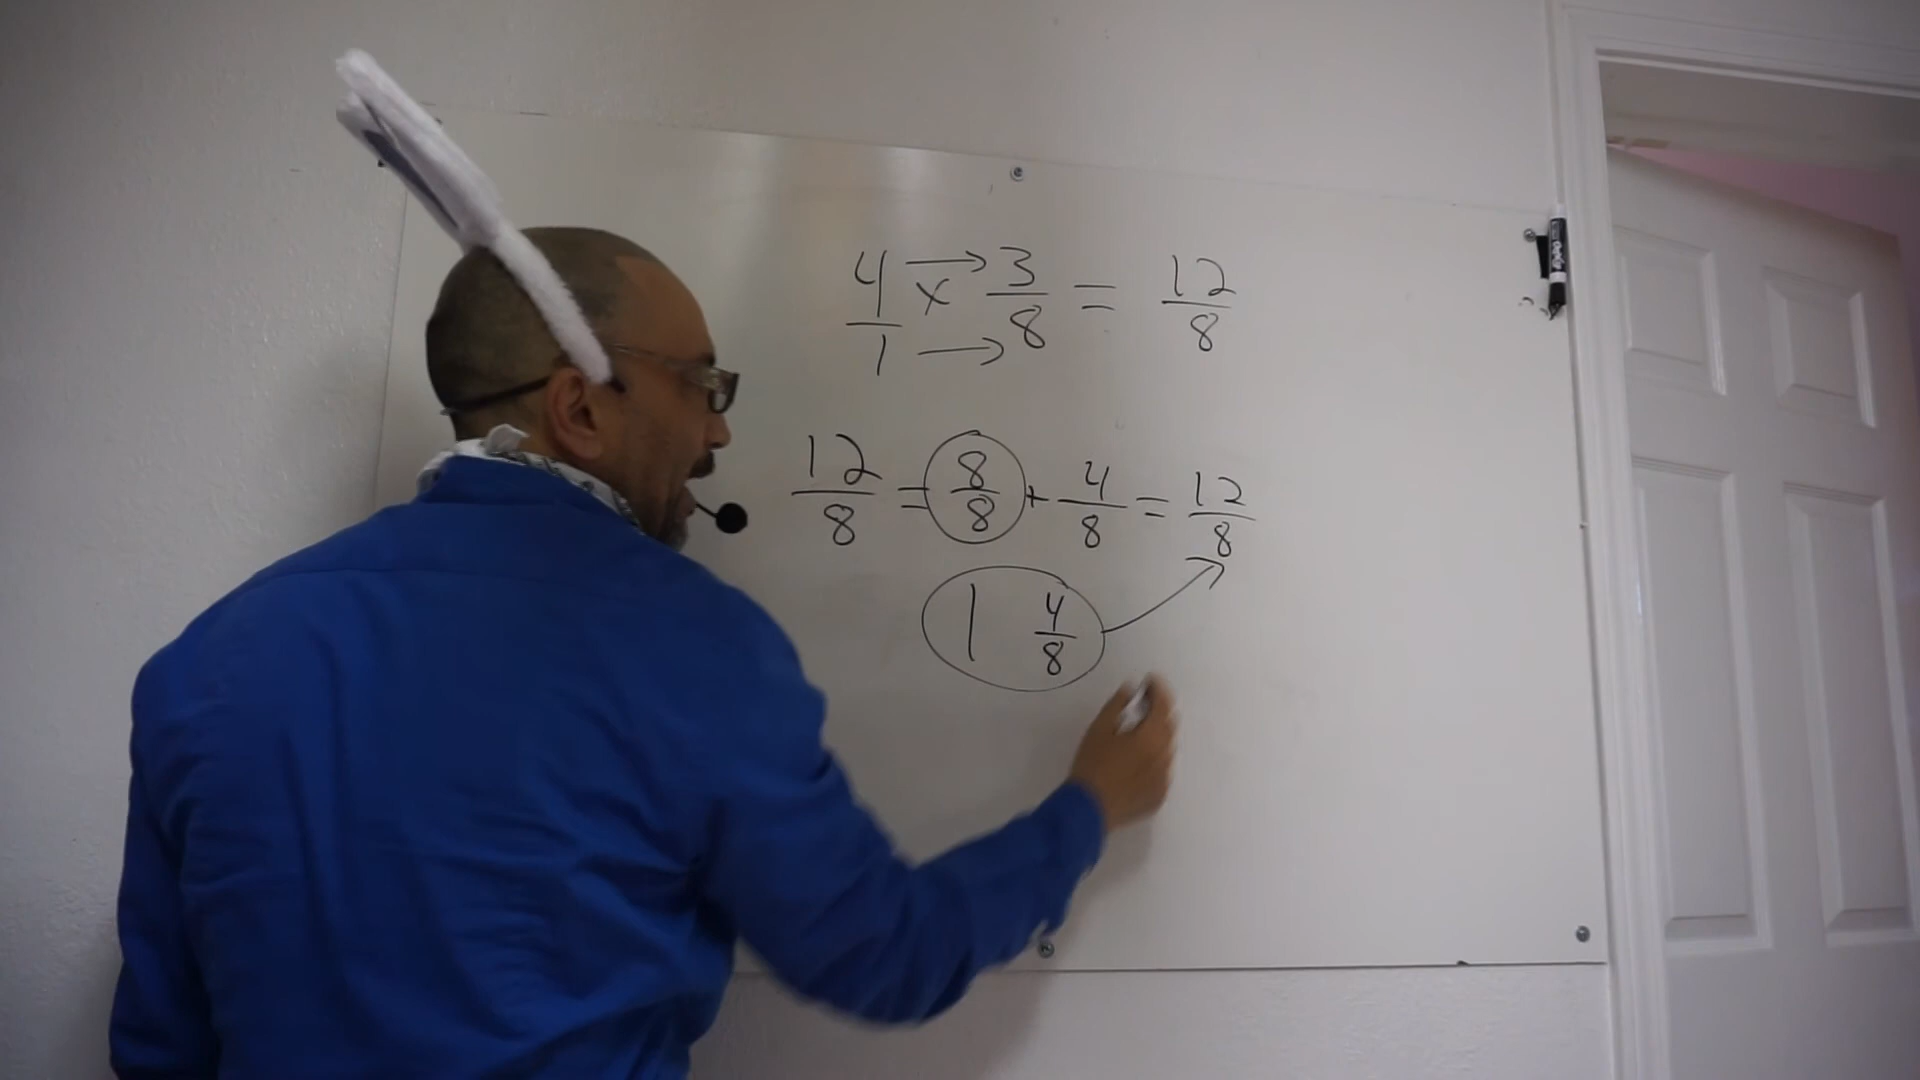 4/1 → x → 3/8 = 12/8
12/8 = 8/8 + 4/8 = 12/8
1 4/8